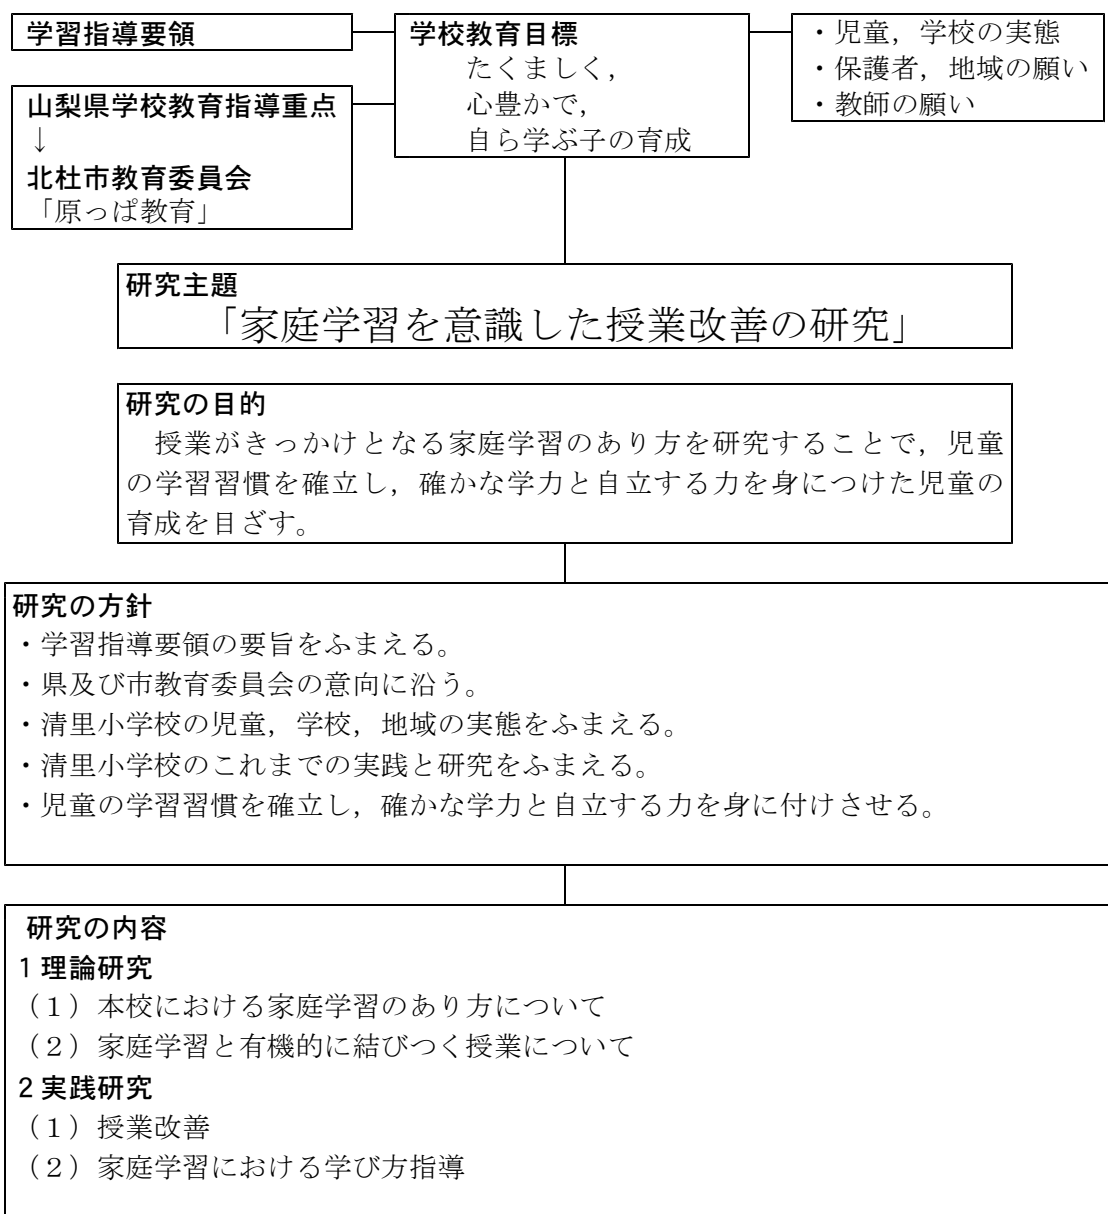 学習指導要領
学校教育目標
たくましく，
心豊かで，
自ら学ぶ子の育成
・児童，学校の実態
・保護者，地域の願い
・教師の願い
山梨県学校教育指導重点
↓
北杜市教育委員会
「原っぱ教育」
研究主題
「家庭学習を意識した授業改善の研究」
研究の目的
授業がきっかけとなる家庭学習のあり方を研究することで，児童
の学習習慣を確立し，確かな学力と自立する力を身につけた児童の
育成を目ざす。
研究の方針
・学習指導要領の要旨をふまえる。
・県及び市教育委員会の意向に沿う。
・清里小学校の児童，学校，地域の実態をふまえる。
・清里小学校のこれまでの実践と研究をふまえる。
・児童の学習習慣を確立し，確かな学力と自立する力を身に付けさせる。
研究の内容
1 理論研究
（１）本校における家庭学習のあり方について
（２）家庭学習と有機的に結びつく授業について
2 実践研究
（１）授業改善
（２）家庭学習における学び方指導